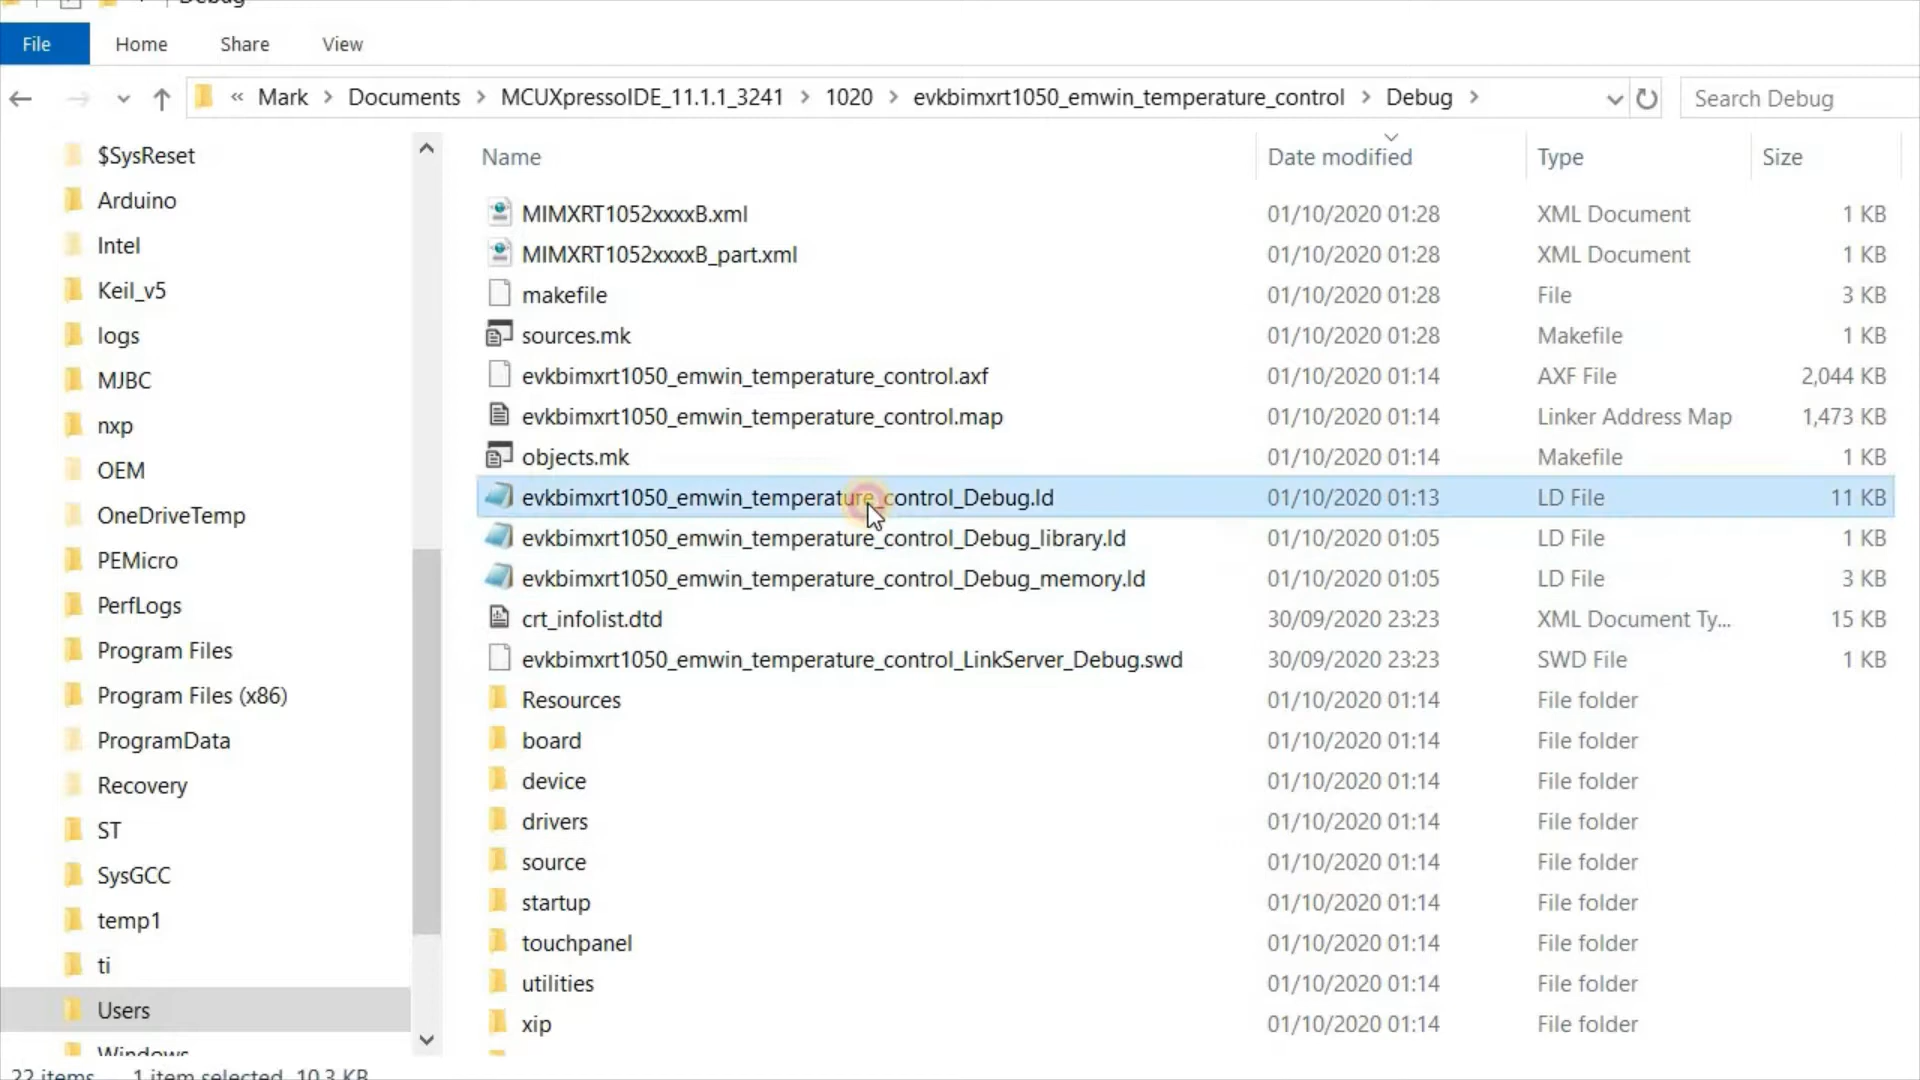 Debug
File Home Share View
« Mark > Documents > MCUXpressoIDE_11.1.1_3241 > 1020 > evkbimxrt1050_emwin_temperature_control > Debug >
Search Debug
$SysReset
Arduino
Intel
Keil_v5
logs
MJBC
nxp
OEM
OneDriveTemp
PEMicro
PerfLogs
Program Files
Program Files (x86)
ProgramData
Recovery
ST
SysGCC
temp1
ti
Users
Windows
Name Date modified Type Size
MIMXRT1052xxxxB.xml 01/10/2020 01:28 XML Document 1 KB
MIMXRT1052xxxxB_part.xml 01/10/2020 01:28 XML Document 1 KB
makefile 01/10/2020 01:28 File 3 KB
sources.mk 01/10/2020 01:28 Makefile 1 KB
evkbimxrt1050_emwin_temperature_control.axf 01/10/2020 01:14 AXF File 2,044 KB
evkbimxrt1050_emwin_temperature_control.map 01/10/2020 01:14 Linker Address Map 1,473 KB
objects.mk 01/10/2020 01:14 Makefile 1 KB
evkbimxrt1050_emwin_temperature_control_Debug.ld 01/10/2020 01:13 LD File 11 KB
evkbimxrt1050_emwin_temperature_control_Debug_library.ld 01/10/2020 01:05 LD File 1 KB
evkbimxrt1050_emwin_temperature_control_Debug_memory.ld 01/10/2020 01:05 LD File 3 KB
crt_infolist.dtd 30/09/2020 23:23 XML Document Ty... 15 KB
evkbimxrt1050_emwin_temperature_control_LinkServer_Debug.swd 30/09/2020 23:23 SWD File 1 KB
Resources 01/10/2020 01:14 File folder
board 01/10/2020 01:14 File folder
device 01/10/2020 01:14 File folder
drivers 01/10/2020 01:14 File folder
source 01/10/2020 01:14 File folder
startup 01/10/2020 01:14 File folder
touchpanel 01/10/2020 01:14 File folder
utilities 01/10/2020 01:14 File folder
xip 01/10/2020 01:14 File folder
22 items 1 item selected 10.3 KB